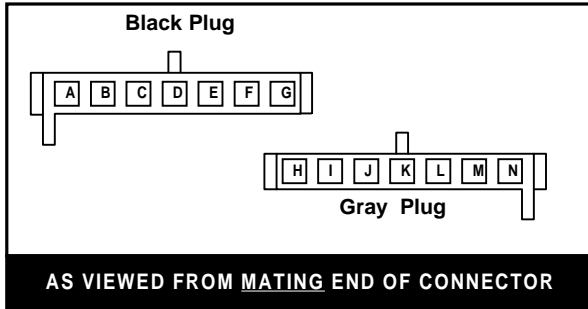 Black Plug
A B C D E F G
H I J K L M N
Gray Plug
AS VIEWED FROM MATING END OF CONNECTOR